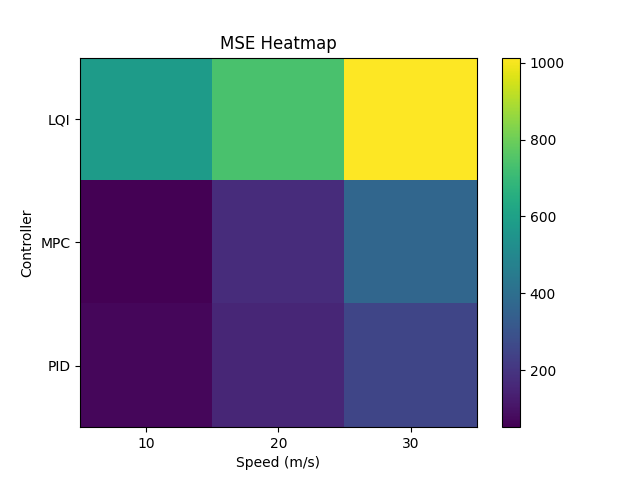 MSE Heatmap
LQI
MPC
PID
Controller
10 20 30
Speed (m/s)
1000
800
600
400
200